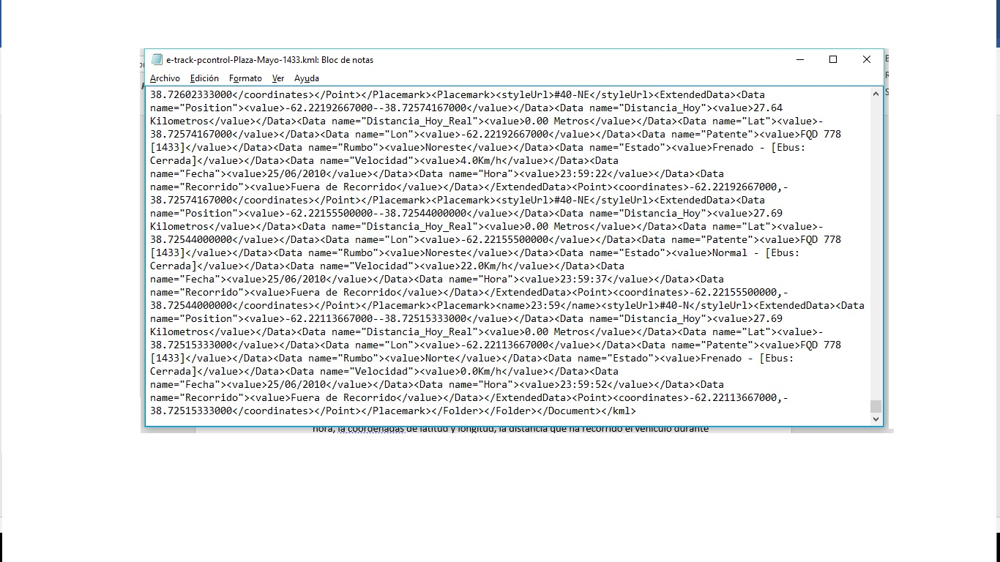 e-track-pcontrol-Plaza-Mayo-1433.kml: Bloc de notas
Archivo Edición Formato Ver Ayuda
38.72602333000</coordinates></Point></Placemark><Placemark><styleUrl>#40-NE</styleUrl><ExtendedData><Data
name="Position"><value>-62.22192667000--38.72574167000</value></Data><Data name="Distancia_Hoy"><value>27.64
Kilometros</value></Data><Data name="Distancia_Hoy_Real"><value>0.00 Metros</value></Data><Data name="Lat"><value>-
38.72574167000</value></Data><Data name="Lon"><value>-62.22192667000</value></Data><Data name="Patente"><value>FQD 778
[1433]</value></Data><Data name="Rumbo"><value>Noreste</value></Data><Data name="Estado"><value>Frenado - [Ebus:
Cerrada]</value></Data><Data name="Velocidad"><value>4.0Km/h</value></Data><Data
name="Fecha"><value>25/06/2010</value></Data><Data name="Hora"><value>23:59:22</value></Data><Data
name="Recorrido"><value>Fuera de Recorrido</value></Data></ExtendedData><Point><coordinates>-62.22192667000,-
38.72574167000</coordinates></Point></Placemark><Placemark><styleUrl>#40-NE</styleUrl><ExtendedData><Data
name="Position"><value>-62.22155500000--38.72544000000</value></Data><Data name="Distancia_Hoy"><value>27.69
Kilometros</value></Data><Data name="Distancia_Hoy_Real"><value>0.00 Metros</value></Data><Data name="Lat"><value>-
38.72544000000</value></Data><Data name="Lon"><value>-62.22155500000</value></Data><Data name="Patente"><value>FQD 778
[1433]</value></Data><Data name="Rumbo"><value>Noreste</value></Data><Data name="Estado"><value>Normal - [Ebus:
Cerrada]</value></Data><Data name="Velocidad"><value>22.0Km/h</value></Data><Data
name="Fecha"><value>25/06/2010</value></Data><Data name="Hora"><value>23:59:37</value></Data><Data
name="Recorrido"><value>Fuera de Recorrido</value></Data></ExtendedData><Point><coordinates>-62.22155500000,-
38.72544000000</coordinates></Point></Placemark><Placemark><name>23:59</name><styleUrl>#40-N</styleUrl><ExtendedData><Data
name="Position"><value>-62.22113667000--38.72515333000</value></Data><Data name="Distancia_Hoy"><value>27.69
Kilometros</value></Data><Data name="Distancia_Hoy_Real"><value>0.00 Metros</value></Data><Data name="Lat"><value>-
38.72515333000</value></Data><Data name="Lon"><value>-62.22113667000</value></Data><Data name="Patente"><value>FQD 778
[1433]</value></Data><Data name="Rumbo"><value>Norte</value></Data><Data name="Estado"><value>Frenado - [Ebus:
Cerrada]</value></Data><Data name="Velocidad"><value>0.0Km/h</value></Data><Data
name="Fecha"><value>25/06/2010</value></Data><Data name="Hora"><value>23:59:52</value></Data><Data
name="Recorrido"><value>Fuera de Recorrido</value></Data></ExtendedData><Point><coordinates>-62.22113667000,-
38.72515333000</coordinates></Point></Placemark></Folder></Folder></Document></kml>
hora, la coordenadas de latitud y longitud, la distancia que ha recorrido el vehículo durante